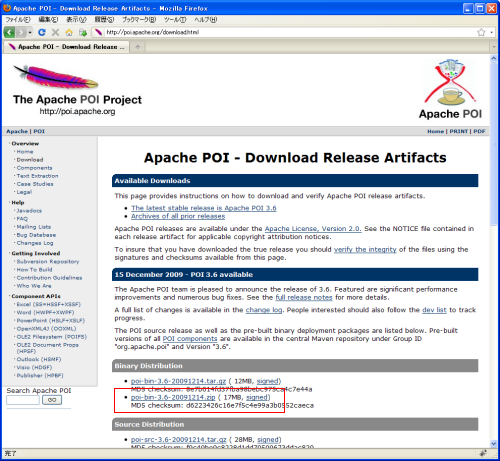 Apache POI - Download Release Artifacts - Mozilla Firefox
ファイル(F) 編集(E) 表示(V) 履歴(S) ブックマーク(B) ツール(T) ヘルプ(H)
http://poi.apache.org/download.html
Apache POI - Download Release ...
The Apache POI Project
http://poi.apache.org
Apache POI
Apache | POI
Home | PRINT | PDF
Overview
Home
Download
Components
Text Extraction
Case Studies
Legal
Help
Javadocs
FAQ
Mailing Lists
Bug Database
Changes Log
Getting Involved
Subversion Repository
How To Build
Contribution Guidelines
Who We Are
Component APIs
Excel (SS=HSSF+XSSF)
Word (HWPF+XWPF)
PowerPoint (HSLF+XSLF)
OpenXML4J (OOXML)
OLE2 Filesystem (POIFS)
OLE2 Document Props
(HPSF)
Outlook (HSMF)
Visio (HDGF)
Publisher (HPBF)
Search Apache POI
GO
Apache POI - Download Release Artifacts
Available Downloads
This page provides instructions on how to download and verify Apache POI release artifacts.
The latest stable release is Apache POI 3.6
Archives of all prior releases
Apache POI releases are available under the Apache License, Version 2.0. See the NOTICE file contained in
each release artifact for applicable copyright attribution notices.
To insure that you have downloaded the true release you should verify the integrity of the files using the
signatures and checksums available from this page.
15 December 2009 - POI 3.6 available
The Apache POI team is pleased to announce the release of 3.6. Featured are significant performance
improvements and numerous bug fixes. See the full release notes for more details.
A full list of changes is available in the change log. People interested should also follow the dev list to track
progress.
The POI source release as well as the pre-built binary deployment packages are listed below. Pre-built
versions of all POI components are available in the central Maven repository under Group ID
"org.apache.poi" and Version "3.6".
Binary Distribution
poi-bin-3.6-20091214.tar.gz ( 12MB, signed)
MD5 checksum:
poi-bin-3.6-20091214.zip ( 17MB, signed)
MD5 checksum:
Source Distribution
poi-src-3.6-20091214.tar.gz ( 28MB, signed)
MD5 checksum:
完了